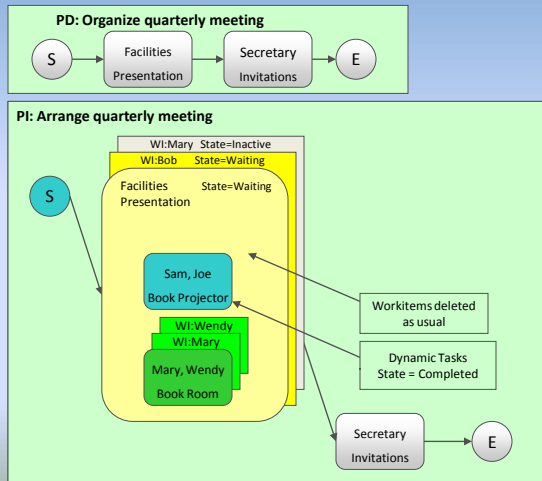 PD: Organize quarterly meeting
S
Facilities
Presentation
Secretary
Invitations
E
PI: Arrange quarterly meeting
WI:Mary State=Inactive
WI:Bob State=Waiting
Facilities State=Waiting
Presentation
S
Sam, Joe
Book Projector
Workitems deleted
as usual
WI:Wendy
WI:Mary
Mary, Wendy
Book Room
Dynamic Tasks
State = Completed
Secretary
Invitations
E